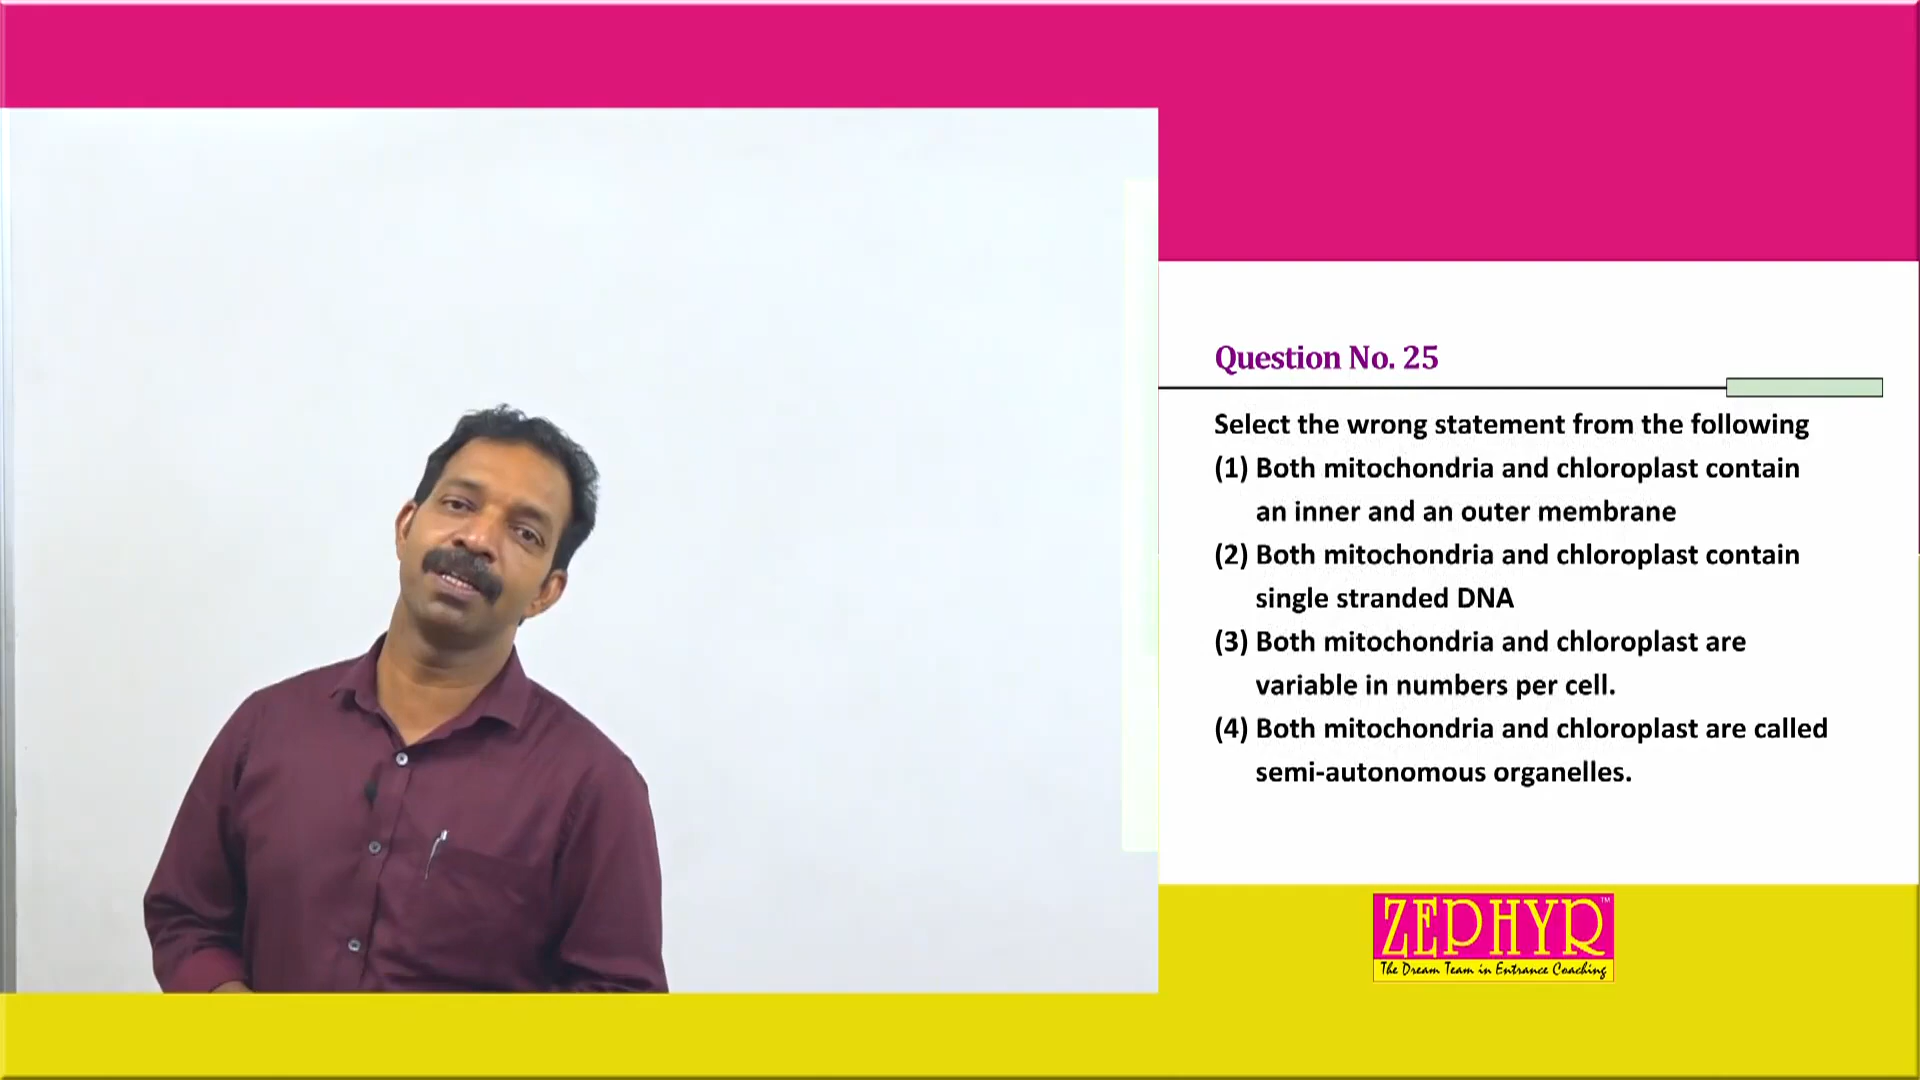 Question No. 25
Select the wrong statement from the following
(1) Both mitochondria and chloroplast contain
an inner and an outer membrane
(2) Both mitochondria and chloroplast contain
single stranded DNA
(3) Both mitochondria and chloroplast are
variable in numbers per cell.
(4) Both mitochondria and chloroplast are called
semi-autonomous organelles.
ZEPHYR™
The Dream Team in Entrance Coaching